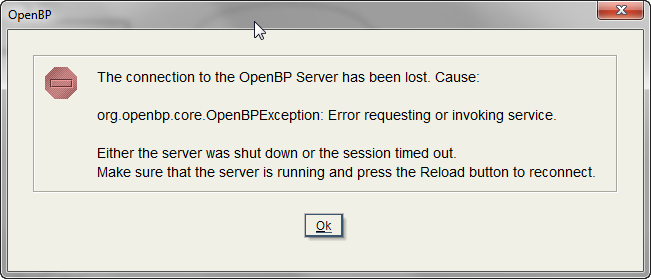 OpenBP
The connection to the OpenBP Server has been lost. Cause:
org.openbp.core.OpenBPException: Error requesting or invoking service.
Either the server was shut down or the session timed out.
Make sure that the server is running and press the Reload button to reconnect.
Ok